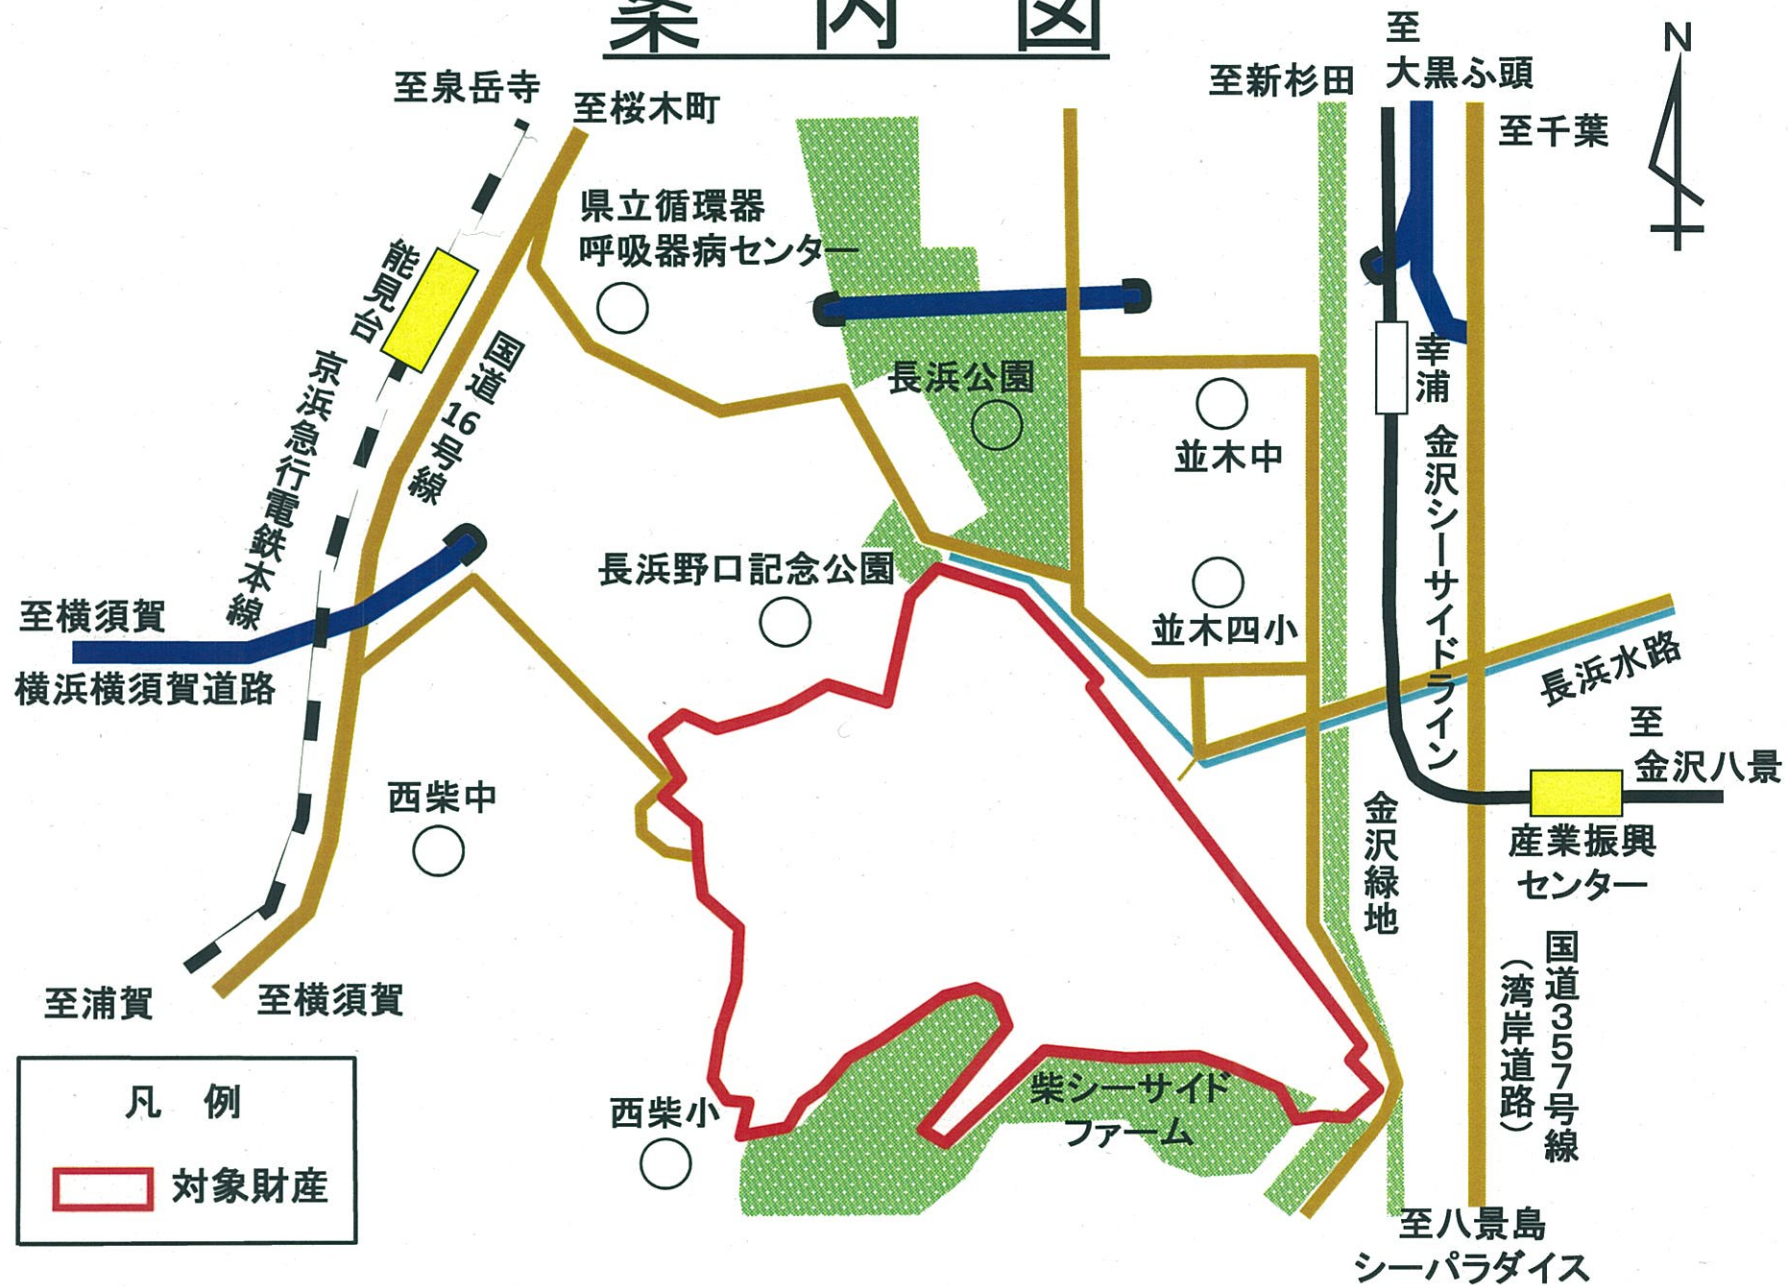 案内図
至泉岳寺
至桜木町
至新杉田
至
大黒ふ頭
至千葉
N
県立循環器
呼吸器病センター
能見台
国道16号線
京浜急行電鉄本線
長浜公園
並木中
幸浦
金沢シーサイドライン
長浜野口記念公園
並木四小
至横須賀
横浜横須賀道路
長浜水路
至
金沢八景
西柴中
金沢緑地
産業振興
センター
至浦賀
至横須賀
国道357号線
（湾岸道路）
凡例
対象財産
西柴小
柴シーサイド
ファーム
至八景島
シーパラダイス